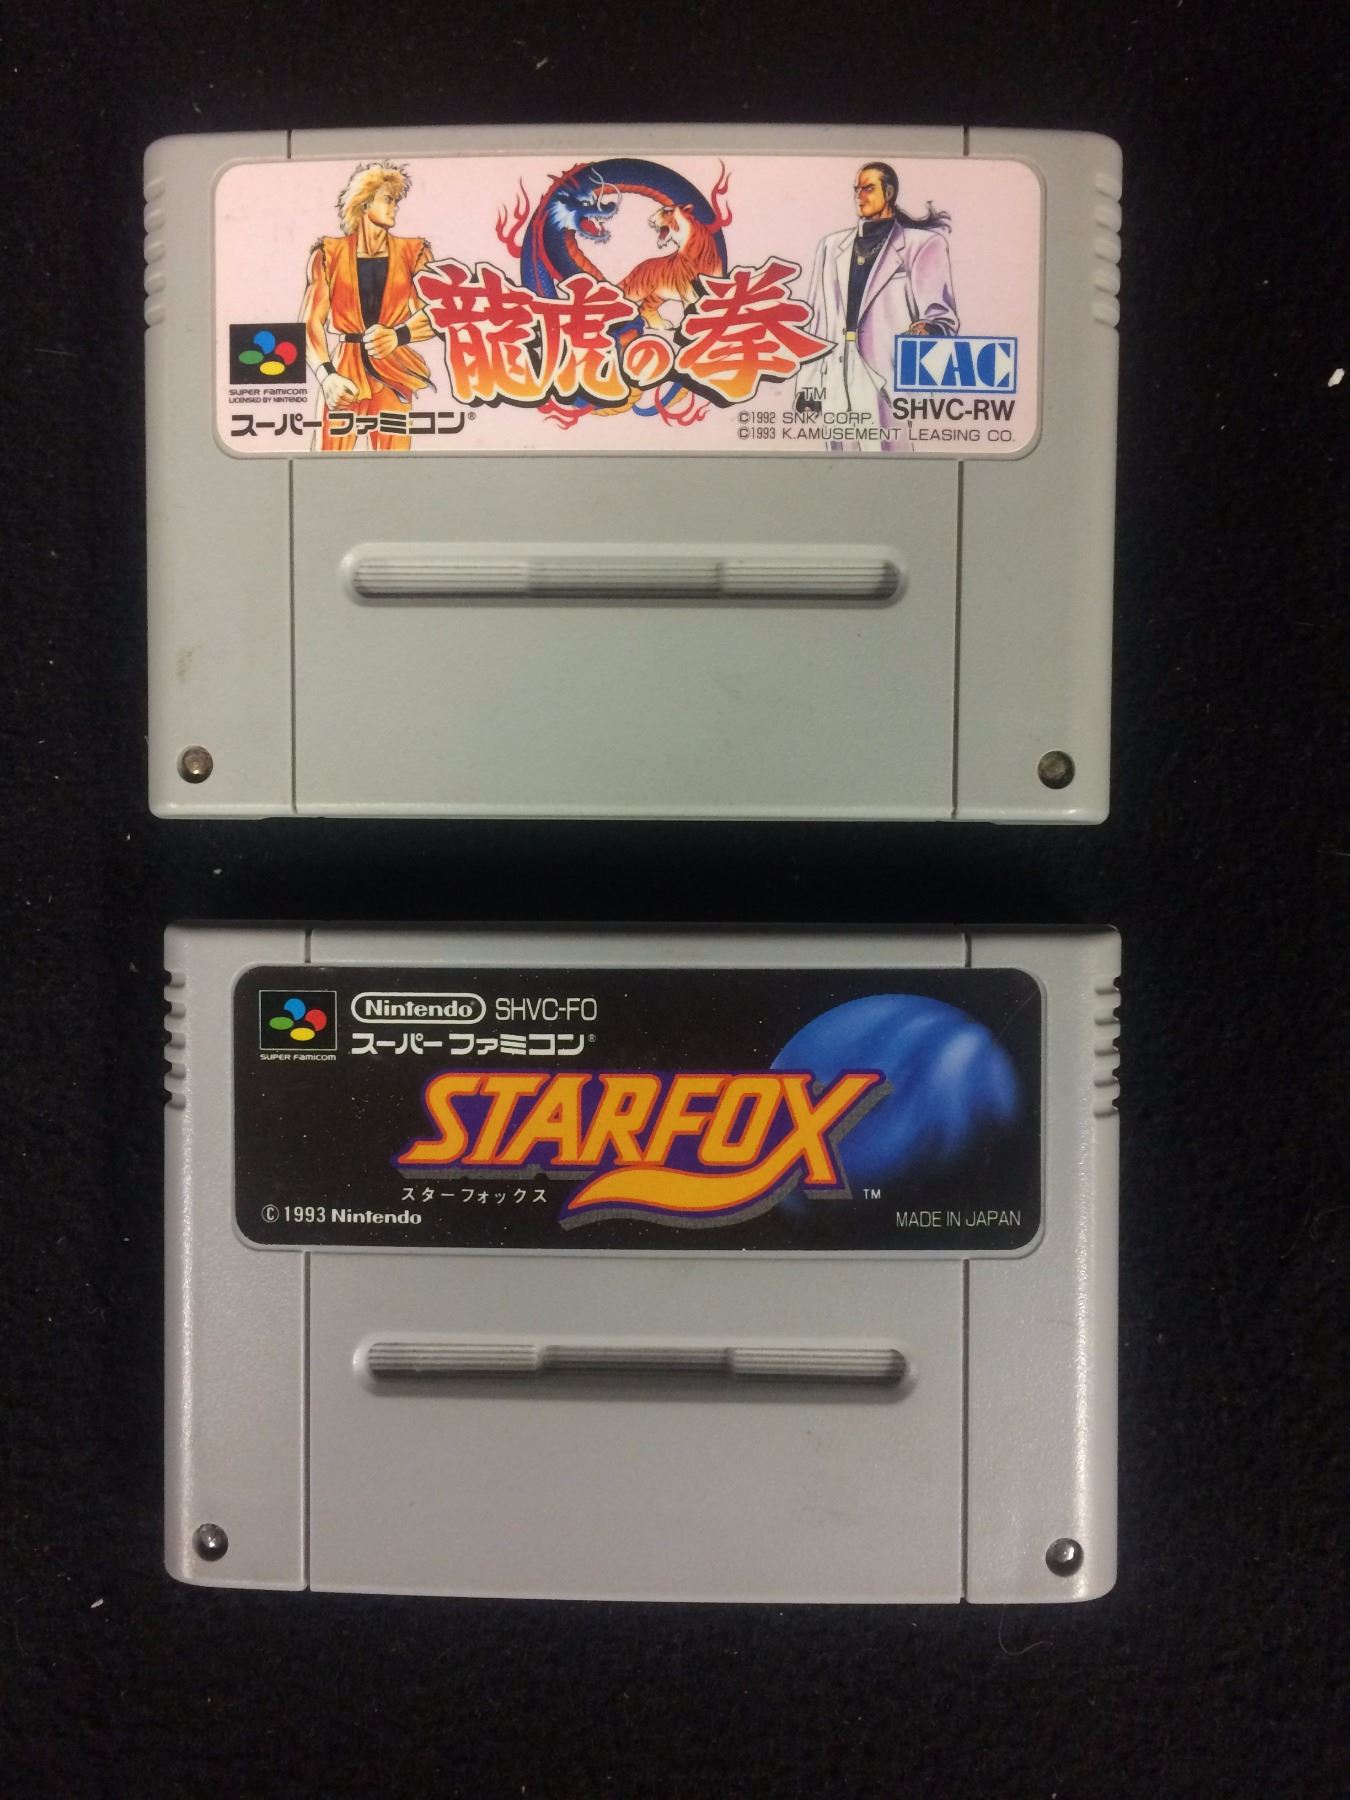 龍虎の拳
SUPER FAMICOM
LICENSED BY NINTENDO
スーパーファミコン®
KAC
SHVC-RW
TM
©1992 SNK CORP.
©1993 K.AMUSEMENT LEASING CO.
SUPER FAMICOM
Nintendo® SHVC-FO
スーパーファミコン®
STARFOX
スターフォックス
TM
©1993 Nintendo
MADE IN JAPAN